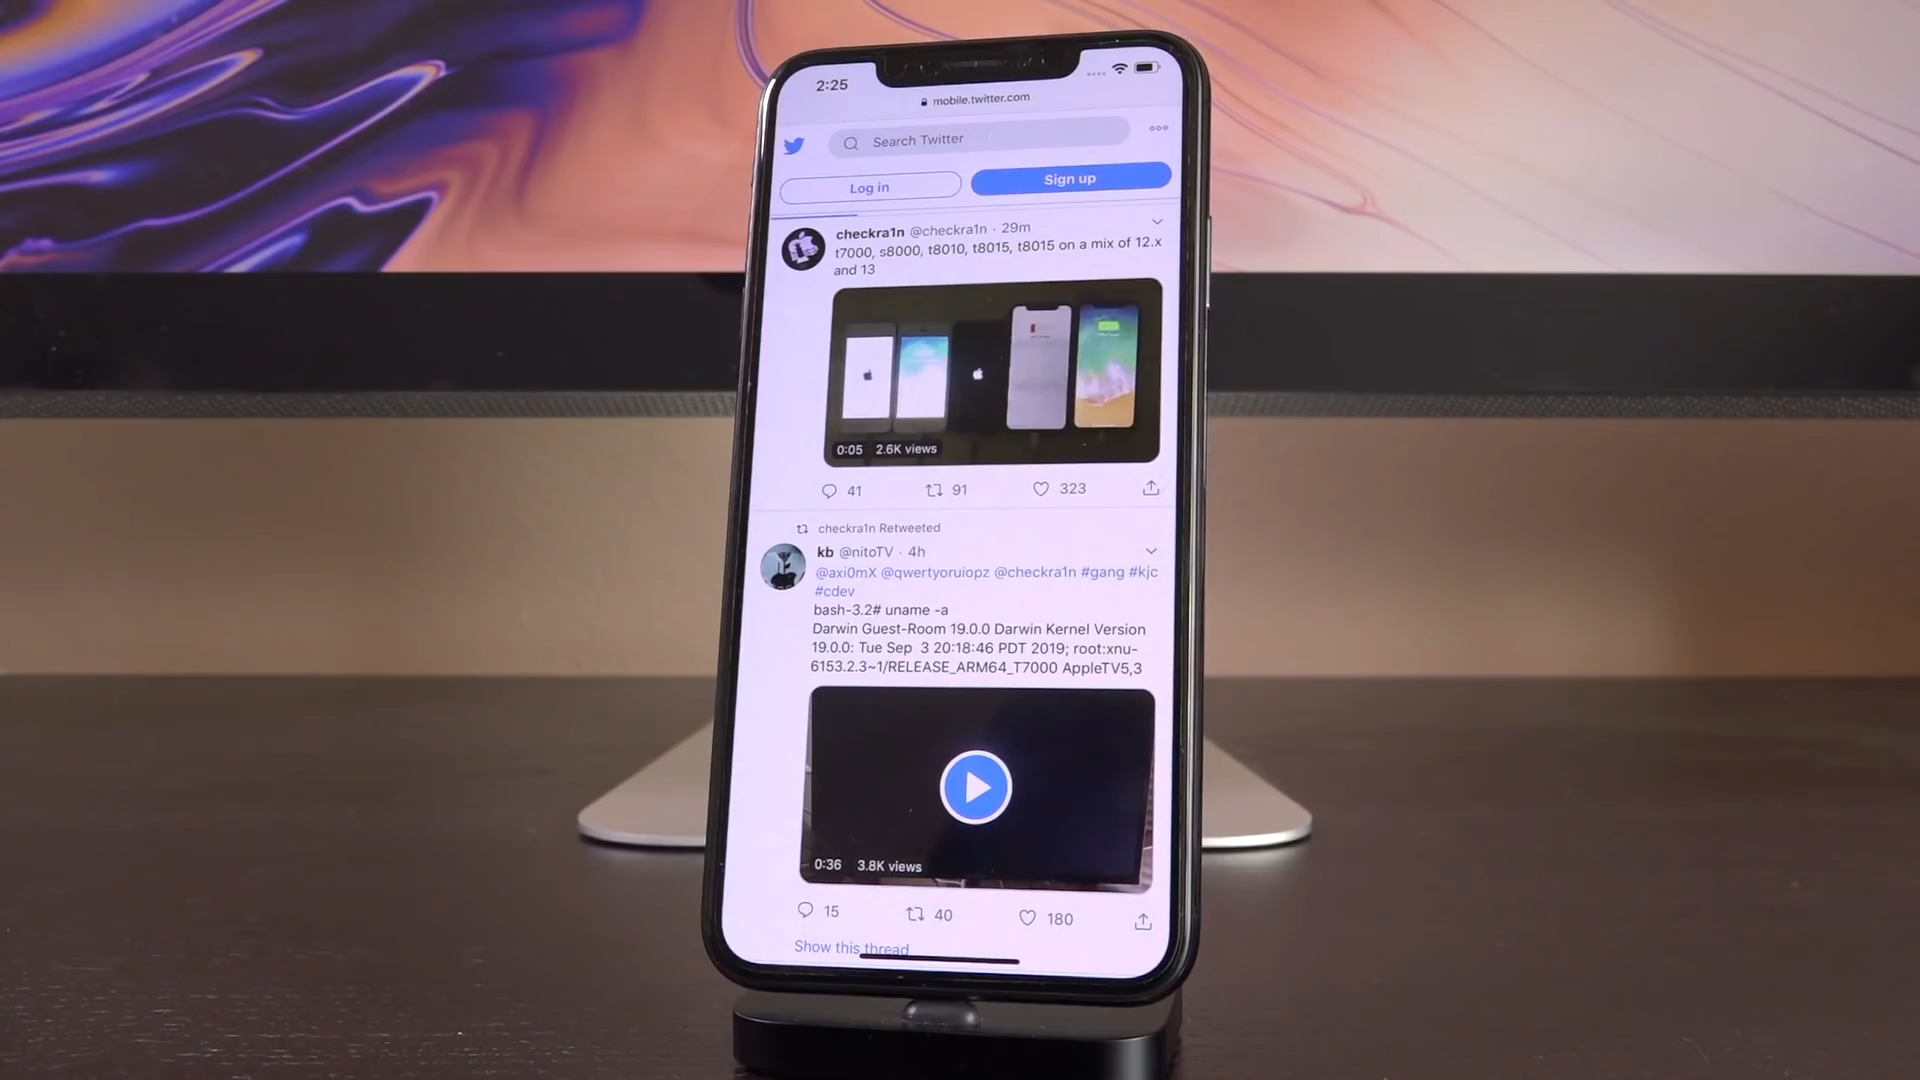 2:25
mobile.twitter.com
Search Twitter
Log in
Sign up
checkra1n @checkra1n · 29m
t7000, s8000, t8010, t8015, t8015 on a mix of 12.x
and 13
0:05 2.6K views
41 91 323
checkra1n Retweeted
kb @nitoTV · 4h
@axi0mX @qwertyoruiopz @checkra1n #gang #kjc
#cdev
bash-3.2# uname -a
Darwin Guest-Room 19.0.0 Darwin Kernel Version
19.0.0: Tue Sep 3 20:18:46 PDT 2019; root:xnu-
6153.2.3~1/RELEASE_ARM64_T7000 AppleTV5,3
0:36 3.8K views
15 40 180
Show this thread